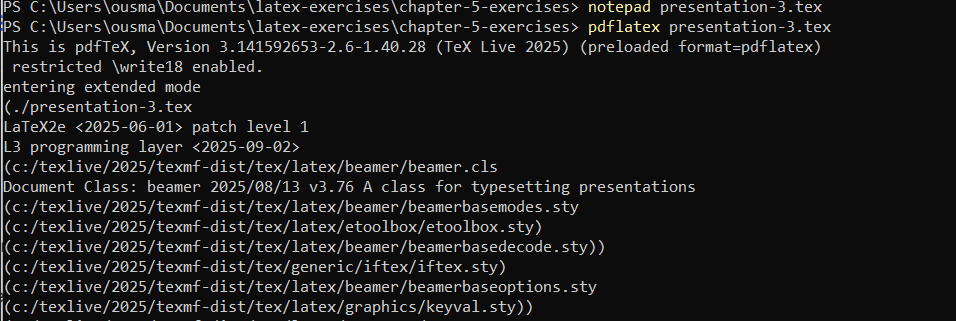 PS C:\Users\ousma\Documents\latex-exercises\chapter-5-exercises> notepad presentation-3.tex
PS C:\Users\ousma\Documents\latex-exercises\chapter-5-exercises> pdflatex presentation-3.tex
This is pdfTeX, Version 3.141592653-2.6-1.40.28 (TeX Live 2025) (preloaded format=pdflatex)
 restricted \write18 enabled.
entering extended mode
(./presentation-3.tex
LaTeX2e <2025-06-01> patch level 1
L3 programming layer <2025-09-02>
(c:/texlive/2025/texmf-dist/tex/latex/beamer/beamer.cls
Document Class: beamer 2025/08/13 v3.76 A class for typesetting presentations
(c:/texlive/2025/texmf-dist/tex/latex/beamer/beamerbasemodes.sty
(c:/texlive/2025/texmf-dist/tex/latex/etoolbox/etoolbox.sty)
(c:/texlive/2025/texmf-dist/tex/latex/beamer/beamerbasedecode.sty))
(c:/texlive/2025/texmf-dist/tex/generic/iftex/iftex.sty)
(c:/texlive/2025/texmf-dist/tex/latex/beamer/beamerbaseoptions.sty
(c:/texlive/2025/texmf-dist/tex/latex/graphics/keyval.sty))